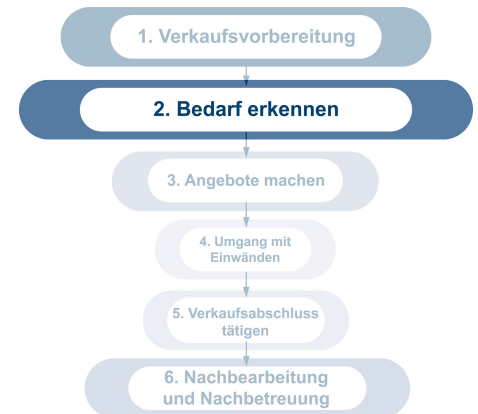 1. Verkaufsvorbereitung
2. Bedarf erkennen
3. Angebote machen
4. Umgang mit
Einwänden
5. Verkaufsabschluss
tätigen
6. Nachbearbeitung
und Nachbetreuung